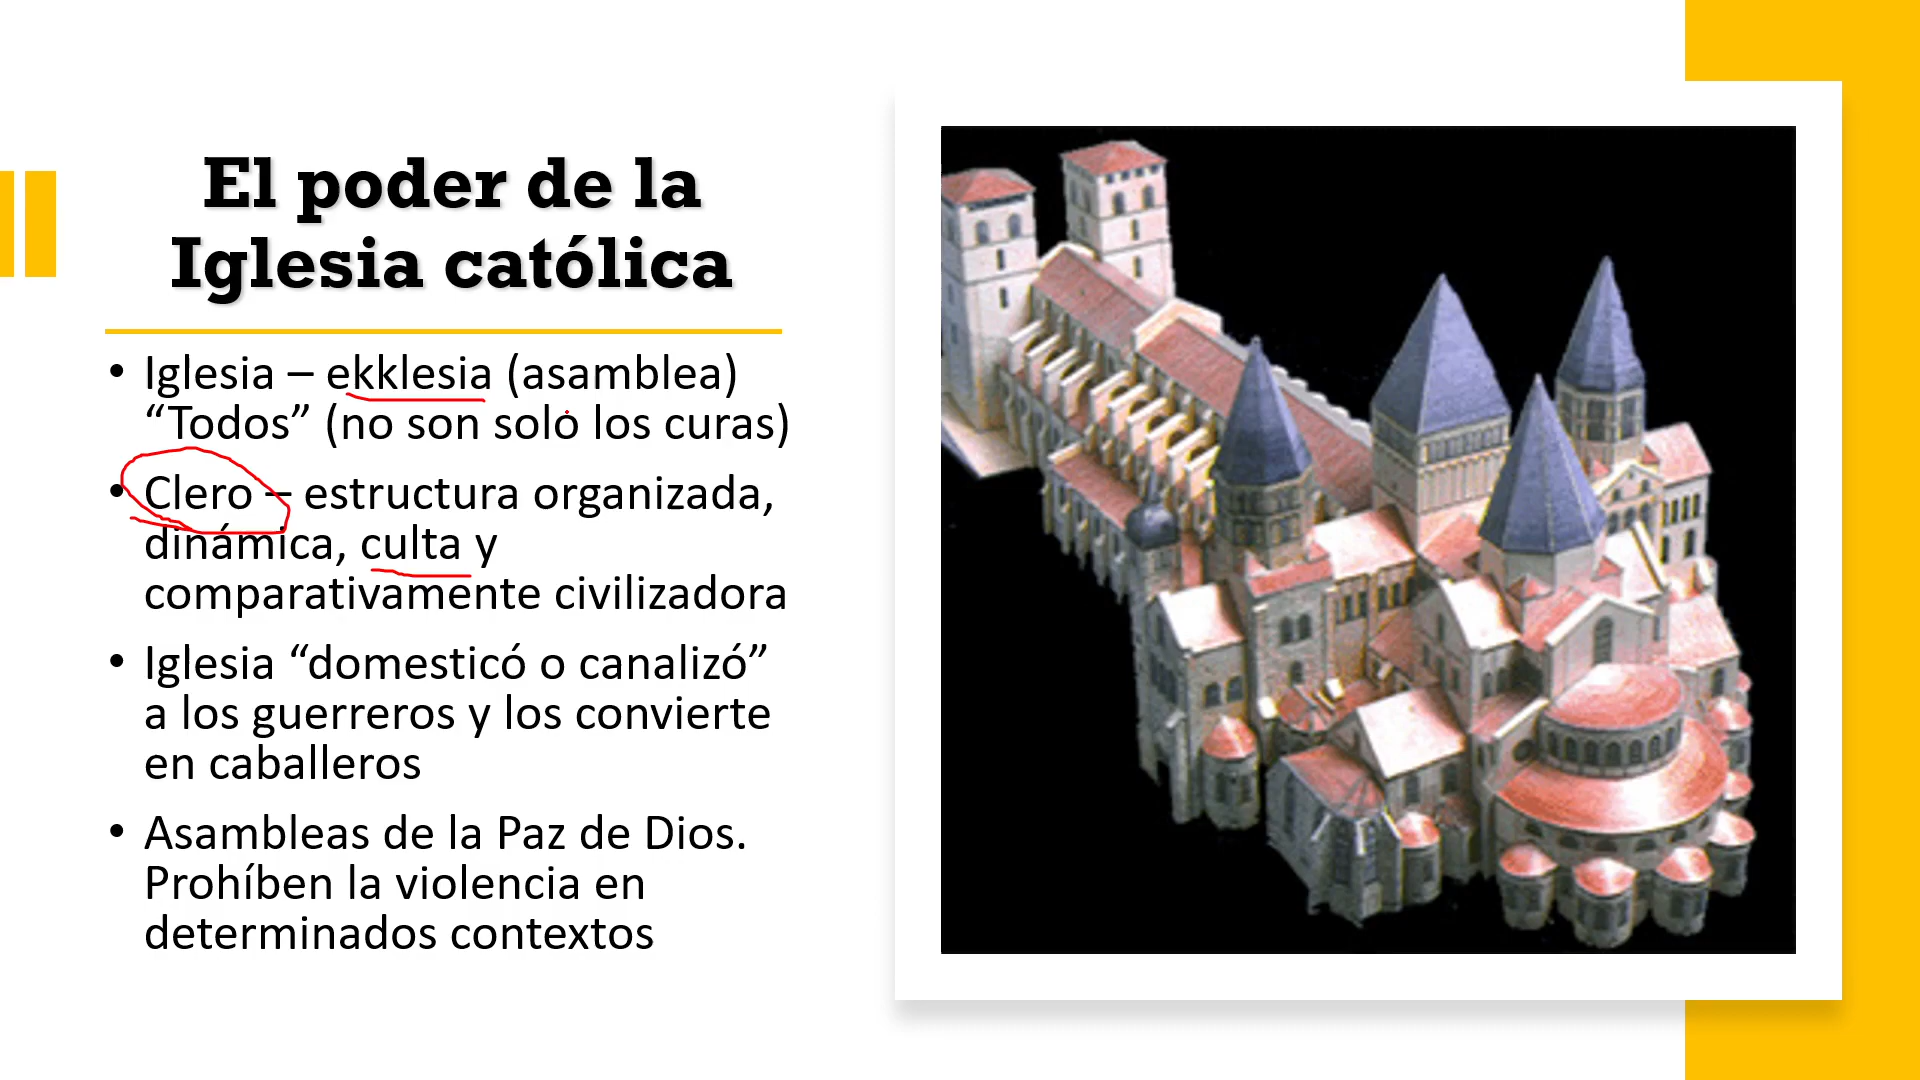 El poder de la
Iglesia católica
• Iglesia – ekklesia (asamblea)
“Todos” (no son solo los curas)
• Clero – estructura organizada,
dinámica, culta y
comparativamente civilizadora
• Iglesia “domesticó o canalizó”
a los guerreros y los convierte
en caballeros
• Asambleas de la Paz de Dios.
Prohíben la violencia en
determinados contextos